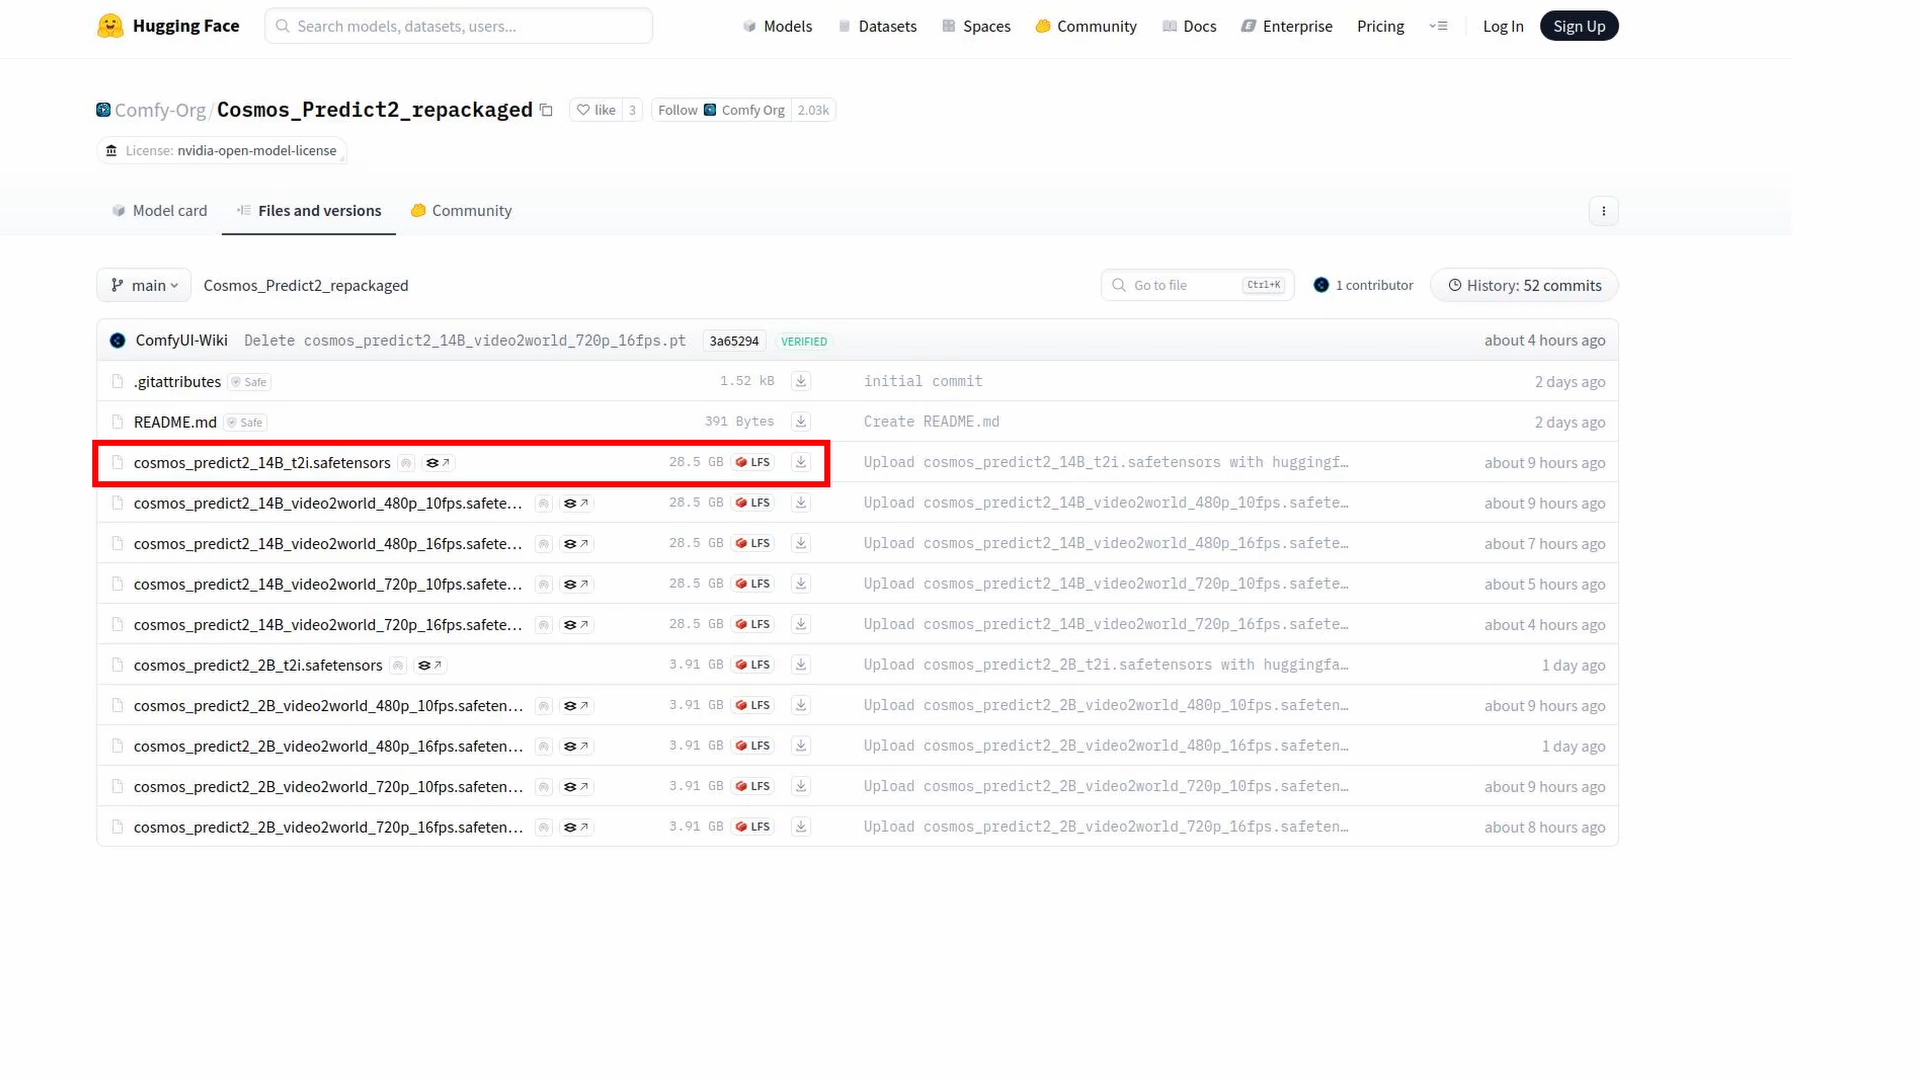 Hugging Face
Search models, datasets, users...
Models
Datasets
Spaces
Community
Docs
Enterprise
Pricing
Log In
Sign Up
Comfy-Org/Cosmos_Predict2_repackaged
like 3
Follow Comfy Org 2.03k
License: nvidia-open-model-license
Model card
Files and versions
Community
main
Cosmos_Predict2_repackaged
Go to file Ctrl+K
1 contributor
History: 52 commits
ComfyUI-Wiki Delete cosmos_predict2_14B_video2world_720p_16fps.pt 3a65294 VERIFIED about 4 hours ago
.gitattributes Safe 1.52 kB initial commit 2 days ago
README.md Safe 391 Bytes Create README.md 2 days ago
cosmos_predict2_14B_t2i.safetensors 28.5 GB LFS Upload cosmos_predict2_14B_t2i.safetensors with huggingf… about 9 hours ago
cosmos_predict2_14B_video2world_480p_10fps.safete… 28.5 GB LFS Upload cosmos_predict2_14B_video2world_480p_10fps.safete… about 9 hours ago
cosmos_predict2_14B_video2world_480p_16fps.safete… 28.5 GB LFS Upload cosmos_predict2_14B_video2world_480p_16fps.safete… about 7 hours ago
cosmos_predict2_14B_video2world_720p_10fps.safete… 28.5 GB LFS Upload cosmos_predict2_14B_video2world_720p_10fps.safete… about 5 hours ago
cosmos_predict2_14B_video2world_720p_16fps.safete… 28.5 GB LFS Upload cosmos_predict2_14B_video2world_720p_16fps.safete… about 4 hours ago
cosmos_predict2_2B_t2i.safetensors 3.91 GB LFS Upload cosmos_predict2_2B_t2i.safetensors with huggingfa… 1 day ago
cosmos_predict2_2B_video2world_480p_10fps.safeten… 3.91 GB LFS Upload cosmos_predict2_2B_video2world_480p_10fps.safeten… about 9 hours ago
cosmos_predict2_2B_video2world_480p_16fps.safeten… 3.91 GB LFS Upload cosmos_predict2_2B_video2world_480p_16fps.safeten… 1 day ago
cosmos_predict2_2B_video2world_720p_10fps.safeten… 3.91 GB LFS Upload cosmos_predict2_2B_video2world_720p_10fps.safeten… about 9 hours ago
cosmos_predict2_2B_video2world_720p_16fps.safeten… 3.91 GB LFS Upload cosmos_predict2_2B_video2world_720p_16fps.safeten… about 8 hours ago